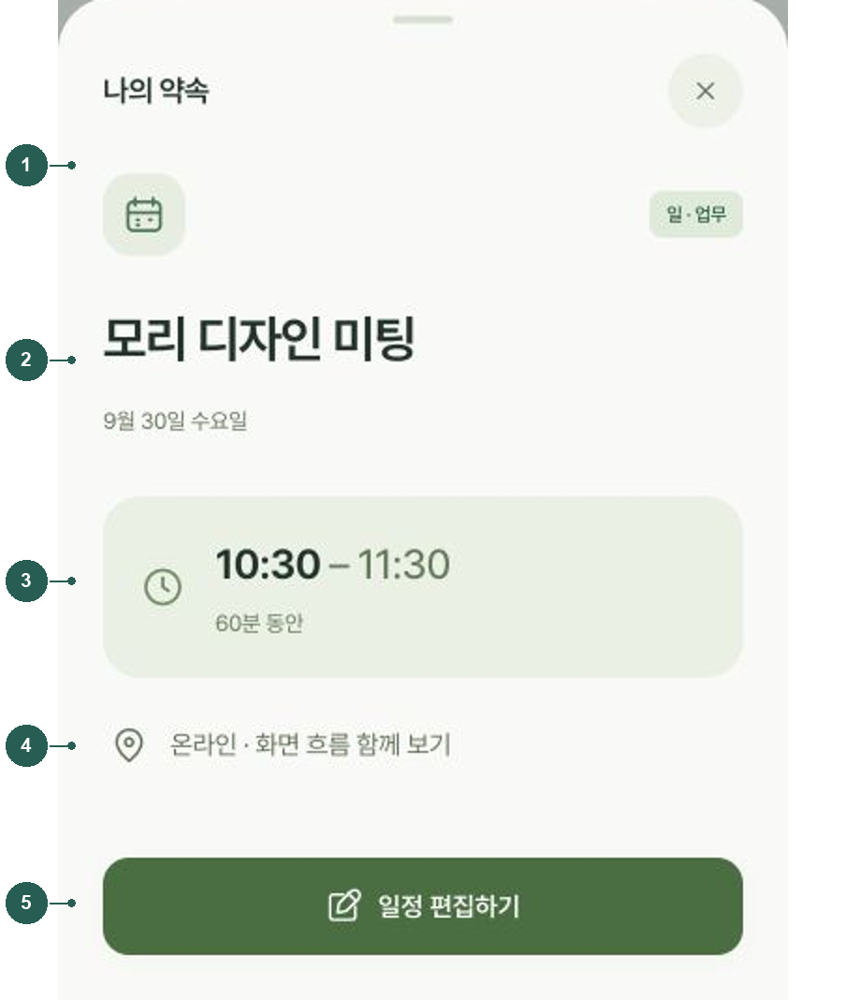 나의 약속
1
일 · 업무
2
모리 디자인 미팅
9월 30일 수요일
3
10:30 – 11:30
60분 동안
4
온라인 · 화면 흐름 함께 보기
5
일정 편집하기